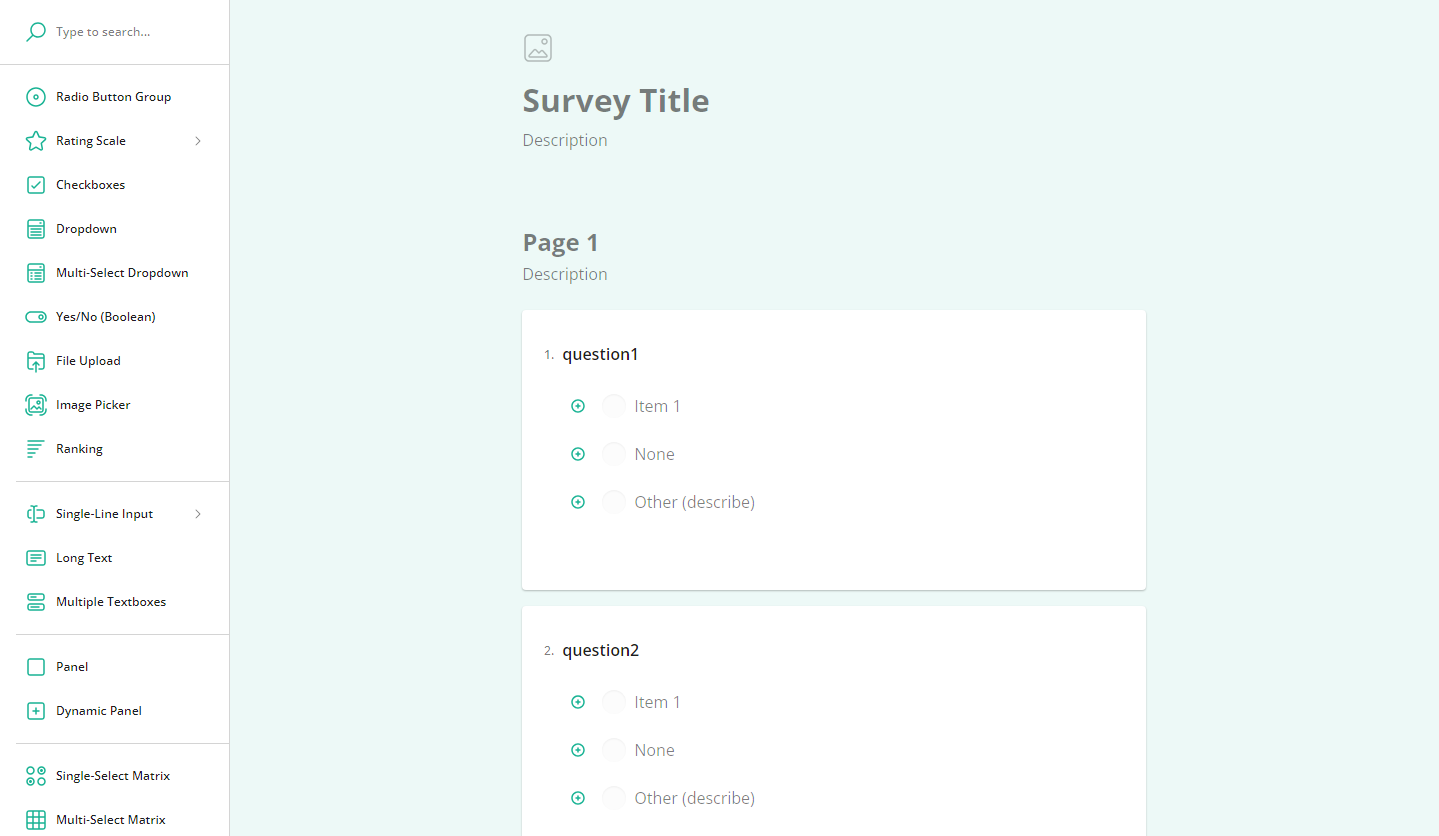 Type to search...
Radio Button Group
Rating Scale
Checkboxes
Dropdown
Multi-Select Dropdown
Yes/No (Boolean)
File Upload
Image Picker
Ranking
Single-Line Input
Long Text
Multiple Textboxes
Panel
Dynamic Panel
Single-Select Matrix
Multi-Select Matrix
Survey Title
Description
Page 1
Description
1. question1
Item 1
None
Other (describe)
2. question2
Item 1
None
Other (describe)